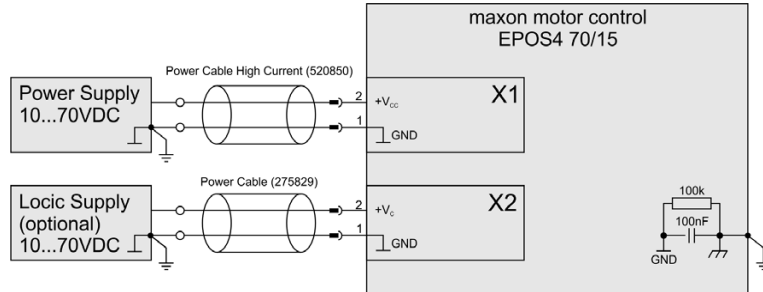 maxon motor control
EPOS4 70/15
Power Cable High Current (520850)
Power Supply
10...70VDC
2
+Vcc
X1
1
GND
Power Cable (275829)
Locic Supply
(optional)
10...70VDC
2
+Vc
X2
1
GND
100k
100nF
GND